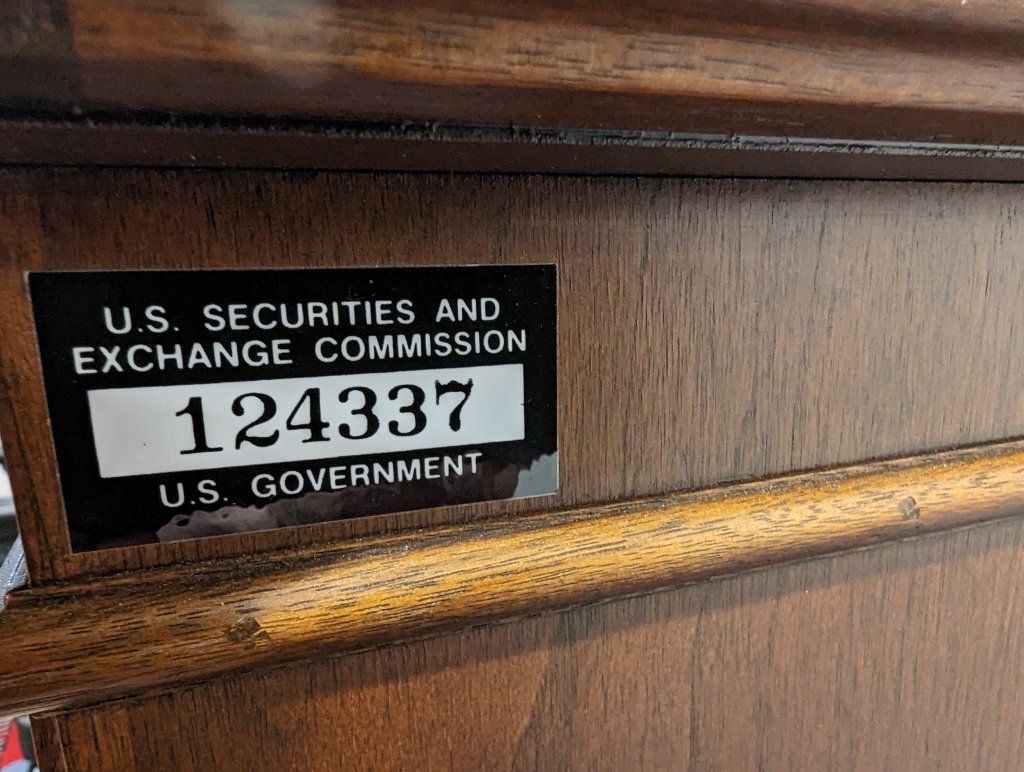 U.S. SECURITIES AND
EXCHANGE COMMISSION
124337
U.S. GOVERNMENT